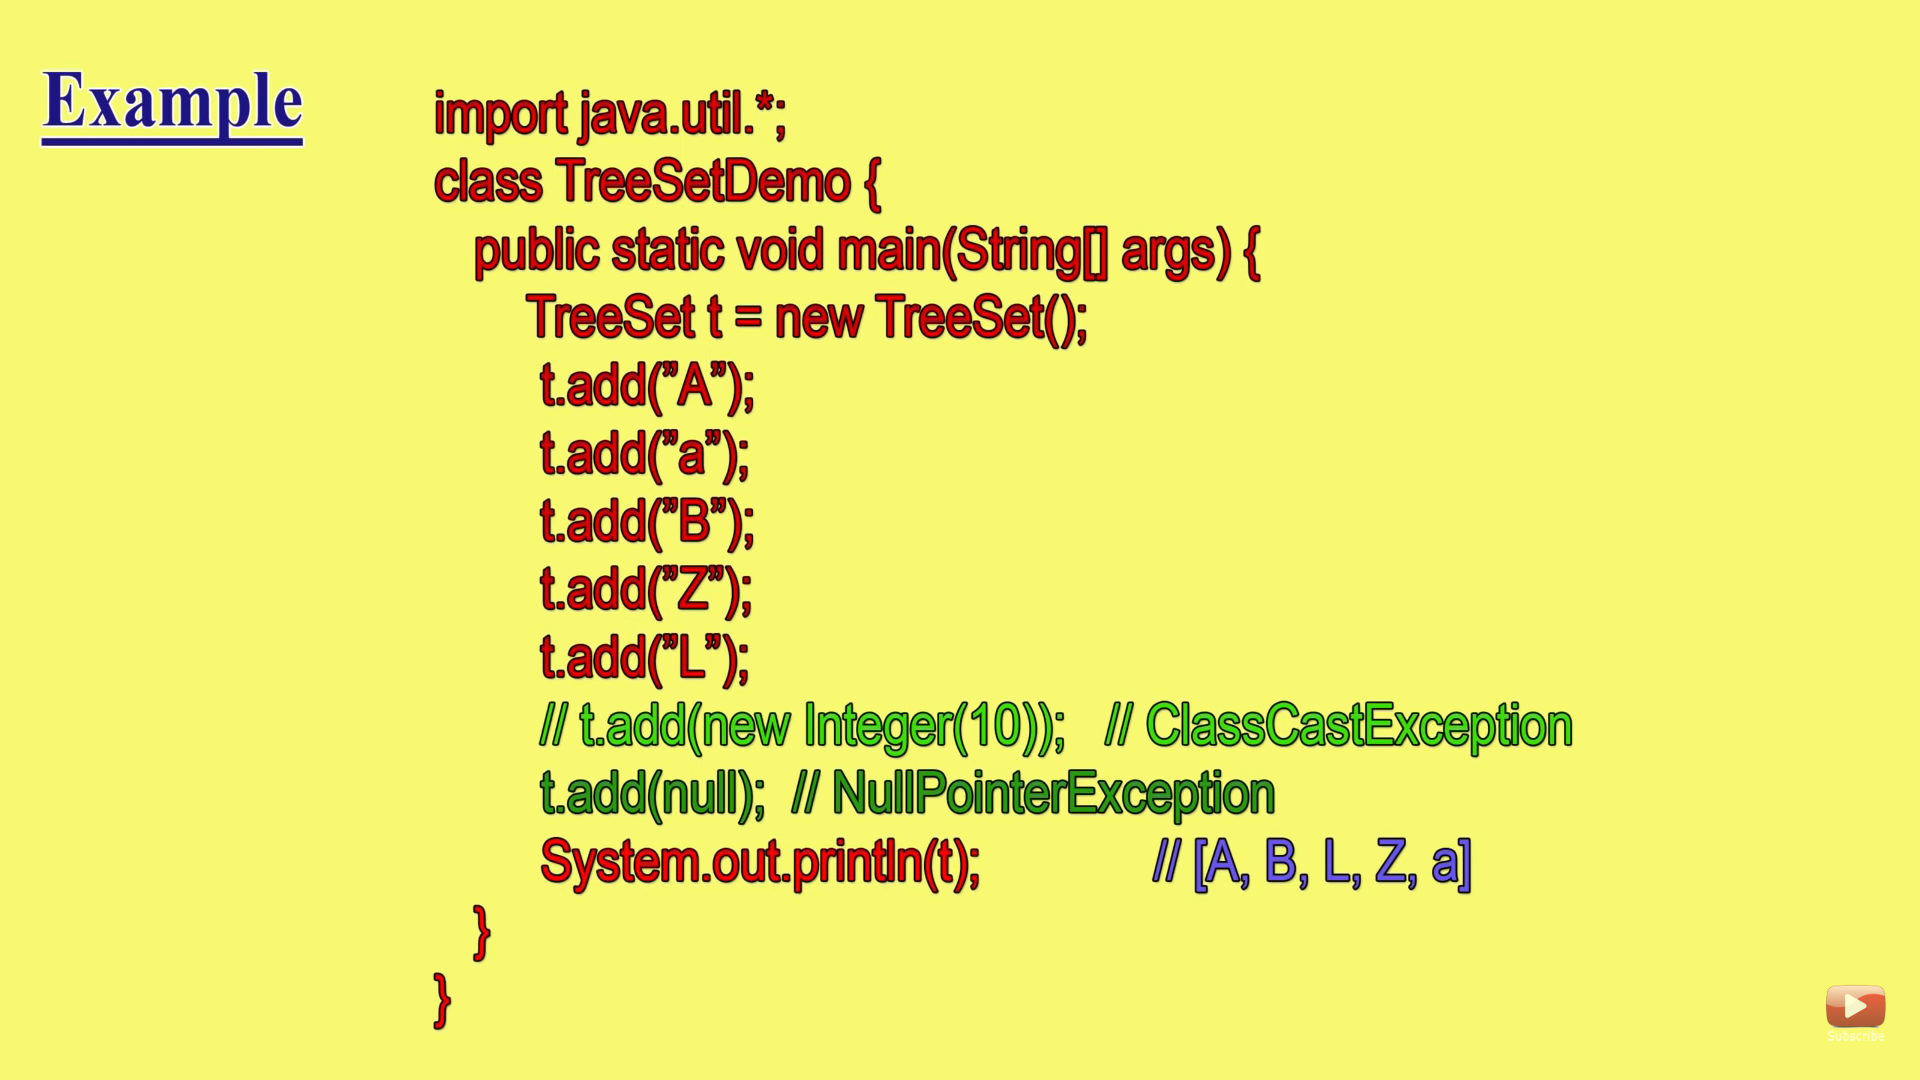 Example
import java.util.*;
class TreeSetDemo {
public static void main(String[] args) {
TreeSet t = new TreeSet();
t.add(”A”);
t.add(”a”);
t.add(”B”);
t.add(”Z”);
t.add(”L”);
// t.add(new Integer(10)); // ClassCastException
t.add(null); // NullPointerException
System.out.println(t); // [A, B, L, Z, a]
}
}
Subscribe